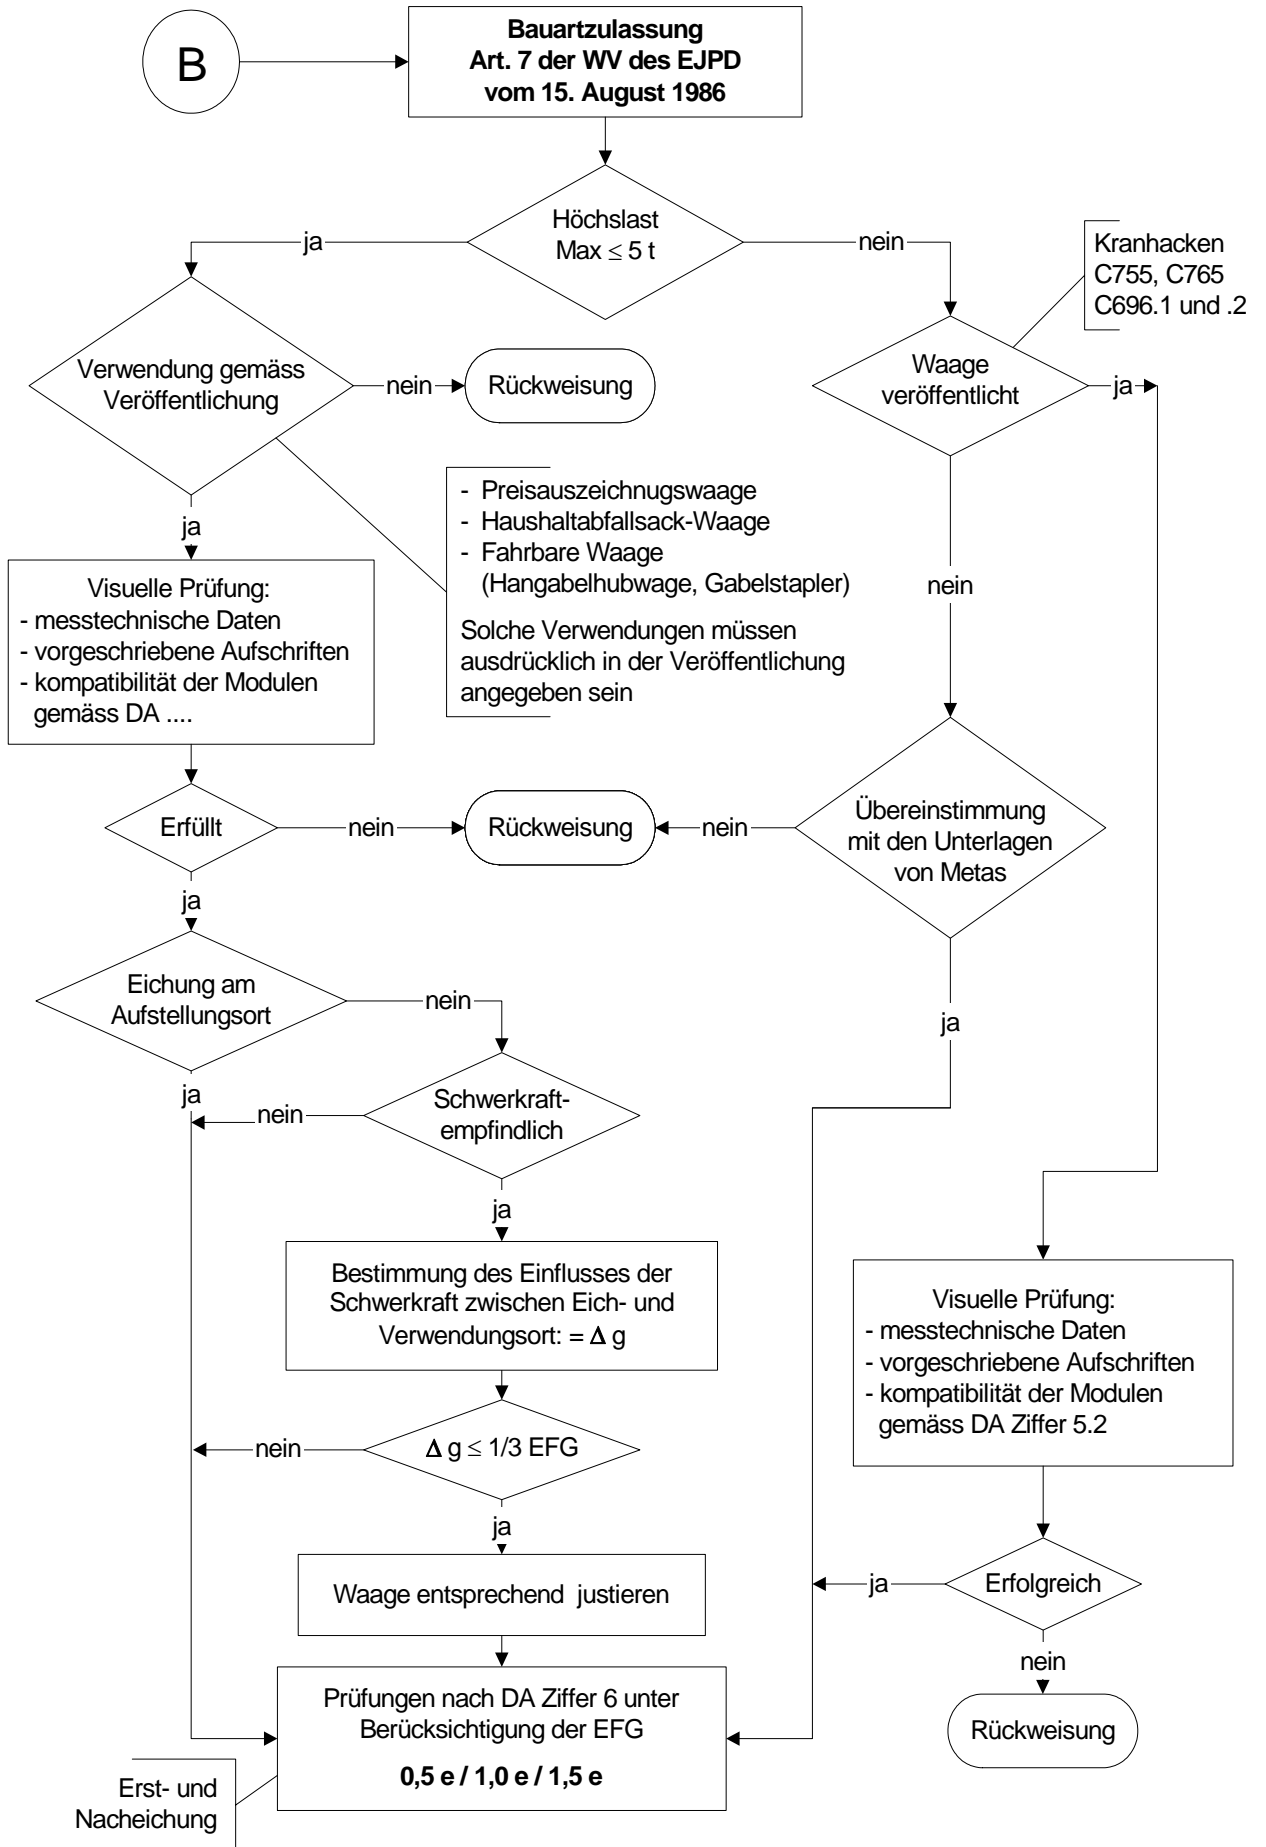 B
Bauartzulassung
Art. 7 der WV des EJPD
vom 15. August 1986
Höchslast
Max ≤ 5 t
ja
nein
Kranhacken
C755, C765
C696.1 und .2
Verwendung gemäss
Veröffentlichung
nein
Rückweisung
Waage
veröffentlicht
ja
- Preisauszeichnugswaage
- Haushaltabfallsack-Waage
- Fahrbare Waage
(Hangabelhubwage, Gabelstapler)
Solche Verwendungen müssen
ausdrücklich in der Veröffentlichung
angegeben sein
ja
nein
Visuelle Prüfung:
- messtechnische Daten
- vorgeschriebene Aufschriften
- kompatibilität der Modulen
gemäss DA ....
Erfüllt
nein
Rückweisung
nein
Übereinstimmung
mit den Unterlagen
von Metas
ja
Eichung am
Aufstellungsort
nein
ja
ja
Schwerkraft-
empfindlich
nein
ja
Bestimmung des Einflusses der
Schwerkraft zwischen Eich- und
Verwendungsort: = Δ g
Visuelle Prüfung:
- messtechnische Daten
- vorgeschriebene Aufschriften
- kompatibilität der Modulen
gemäss DA Ziffer 5.2
Δ g ≤ 1/3 EFG
nein
ja
Waage entsprechend justieren
Erfolgreich
ja
nein
Rückweisung
Prüfungen nach DA Ziffer 6 unter
Berücksichtigung der EFG
0,5 e / 1,0 e / 1,5 e
Erst- und
Nacheichung